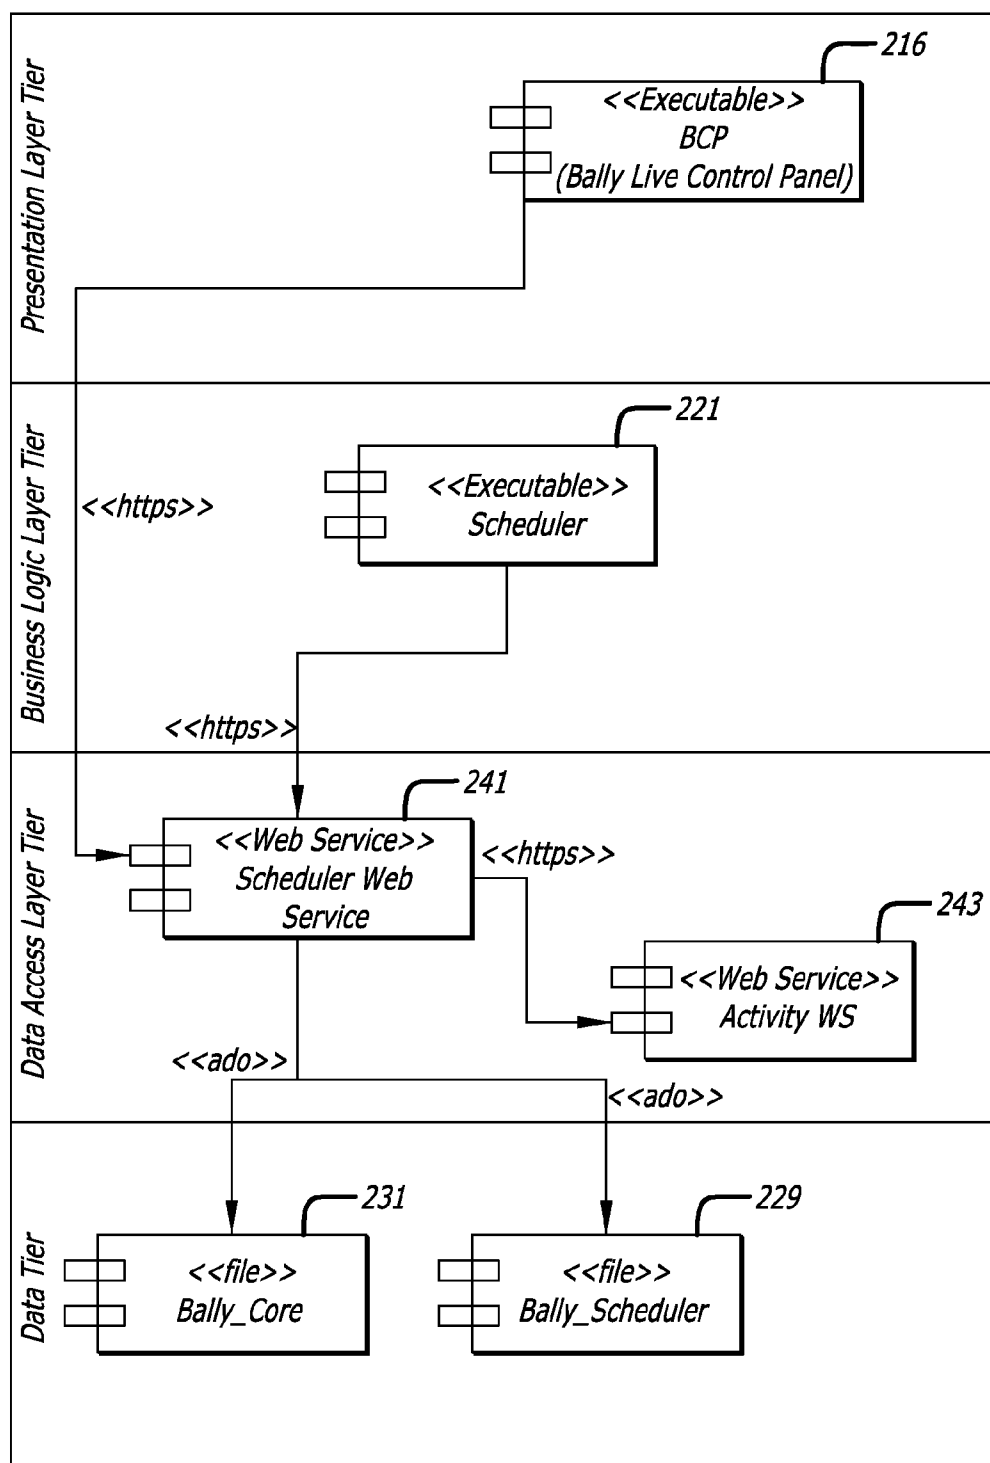 Presentation Layer Tier
216
<<Executable>>
BCP
(Bally Live Control Panel)
Business Logic Layer Tier
221
<<Executable>>
Scheduler
<<https>>
<<https>>
Data Access Layer Tier
241
<<Web Service>>
Scheduler Web
Service
<<https>>
243
<<Web Service>>
Activity WS
<<ado>>
<<ado>>
Data Tier
231
<<file>>
Bally_Core
229
<<file>>
Bally_Scheduler